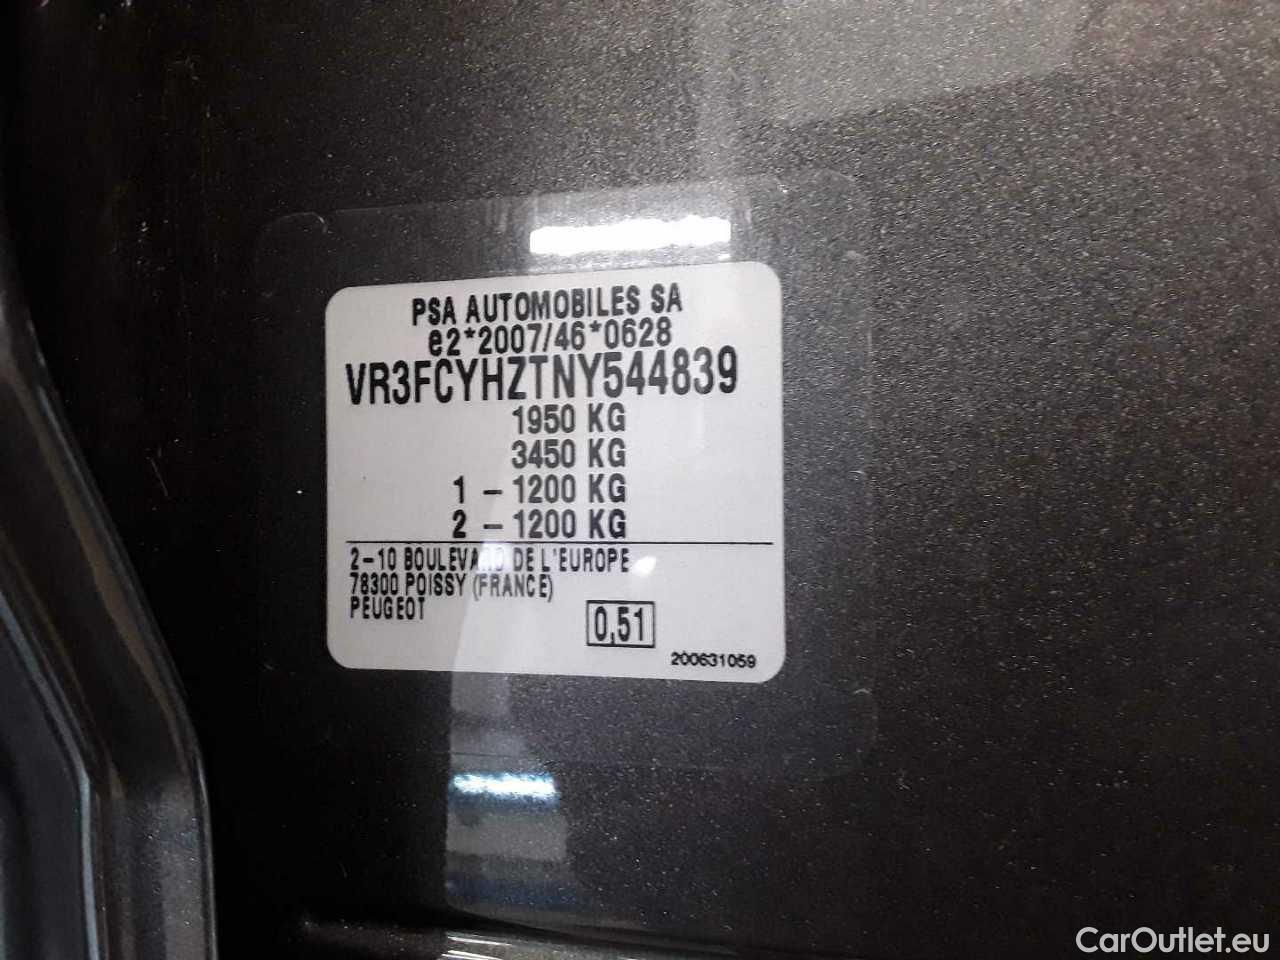 PSA AUTOMOBILES SA
e2*2007/46*0628
VR3FCYHZTNY544839
1950 KG
3450 KG
1 - 1200 KG
2 - 1200 KG
2-10 BOULEVARD DE L'EUROPE
78300 POISSY (FRANCE)
PEUGEOT
0,51
200631059
CarOutlet.eu